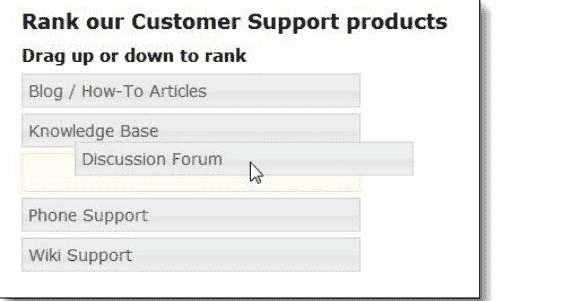 Rank our Customer Support products
Drag up or down to rank
Blog / How-To Articles
Knowledge Base
Discussion Forum
Phone Support
Wiki Support